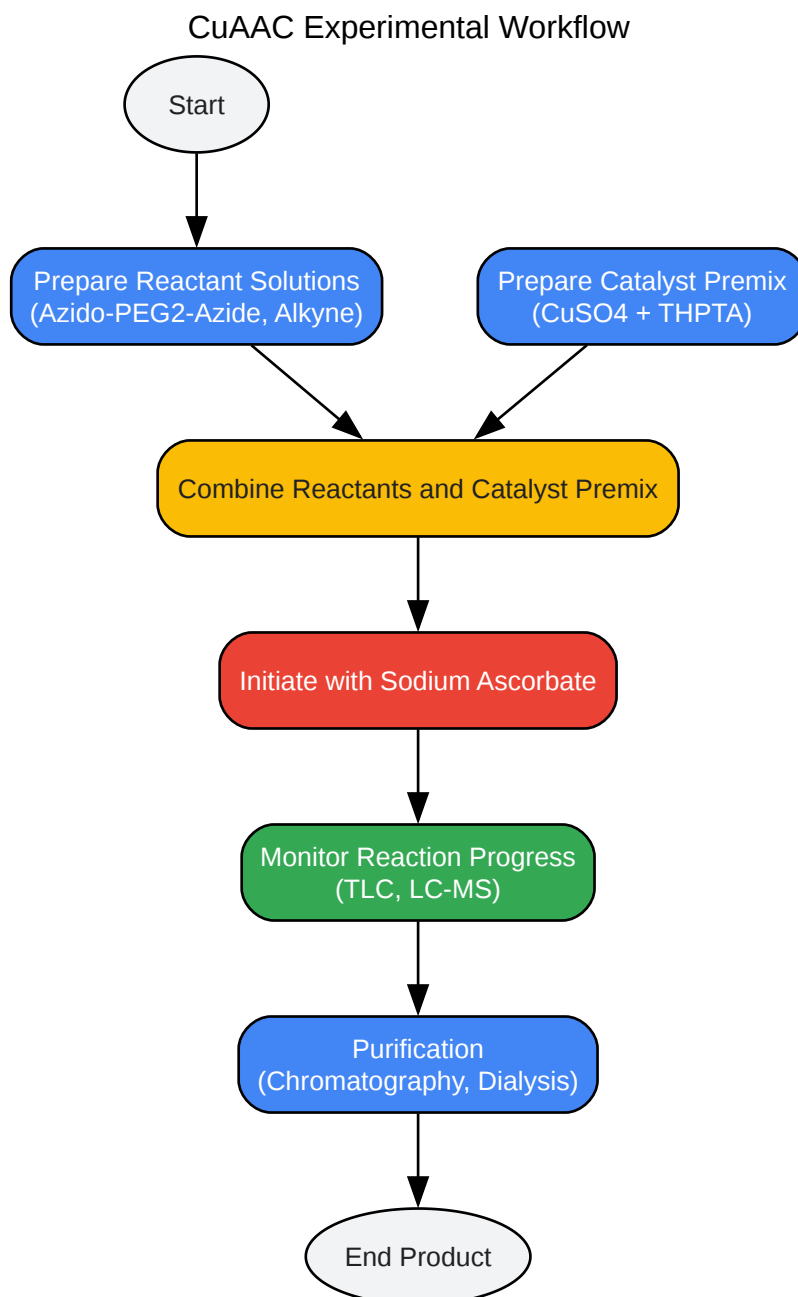 CuAAC Experimental Workflow
Start
Prepare Reactant Solutions
(Azido-PEG2-Azide, Alkyne)
Prepare Catalyst Premix
(CuSO4 + THPTA)
Combine Reactants and Catalyst Premix
Initiate with Sodium Ascorbate
Monitor Reaction Progress
(TLC, LC-MS)
Purification
(Chromatography, Dialysis)
End Product